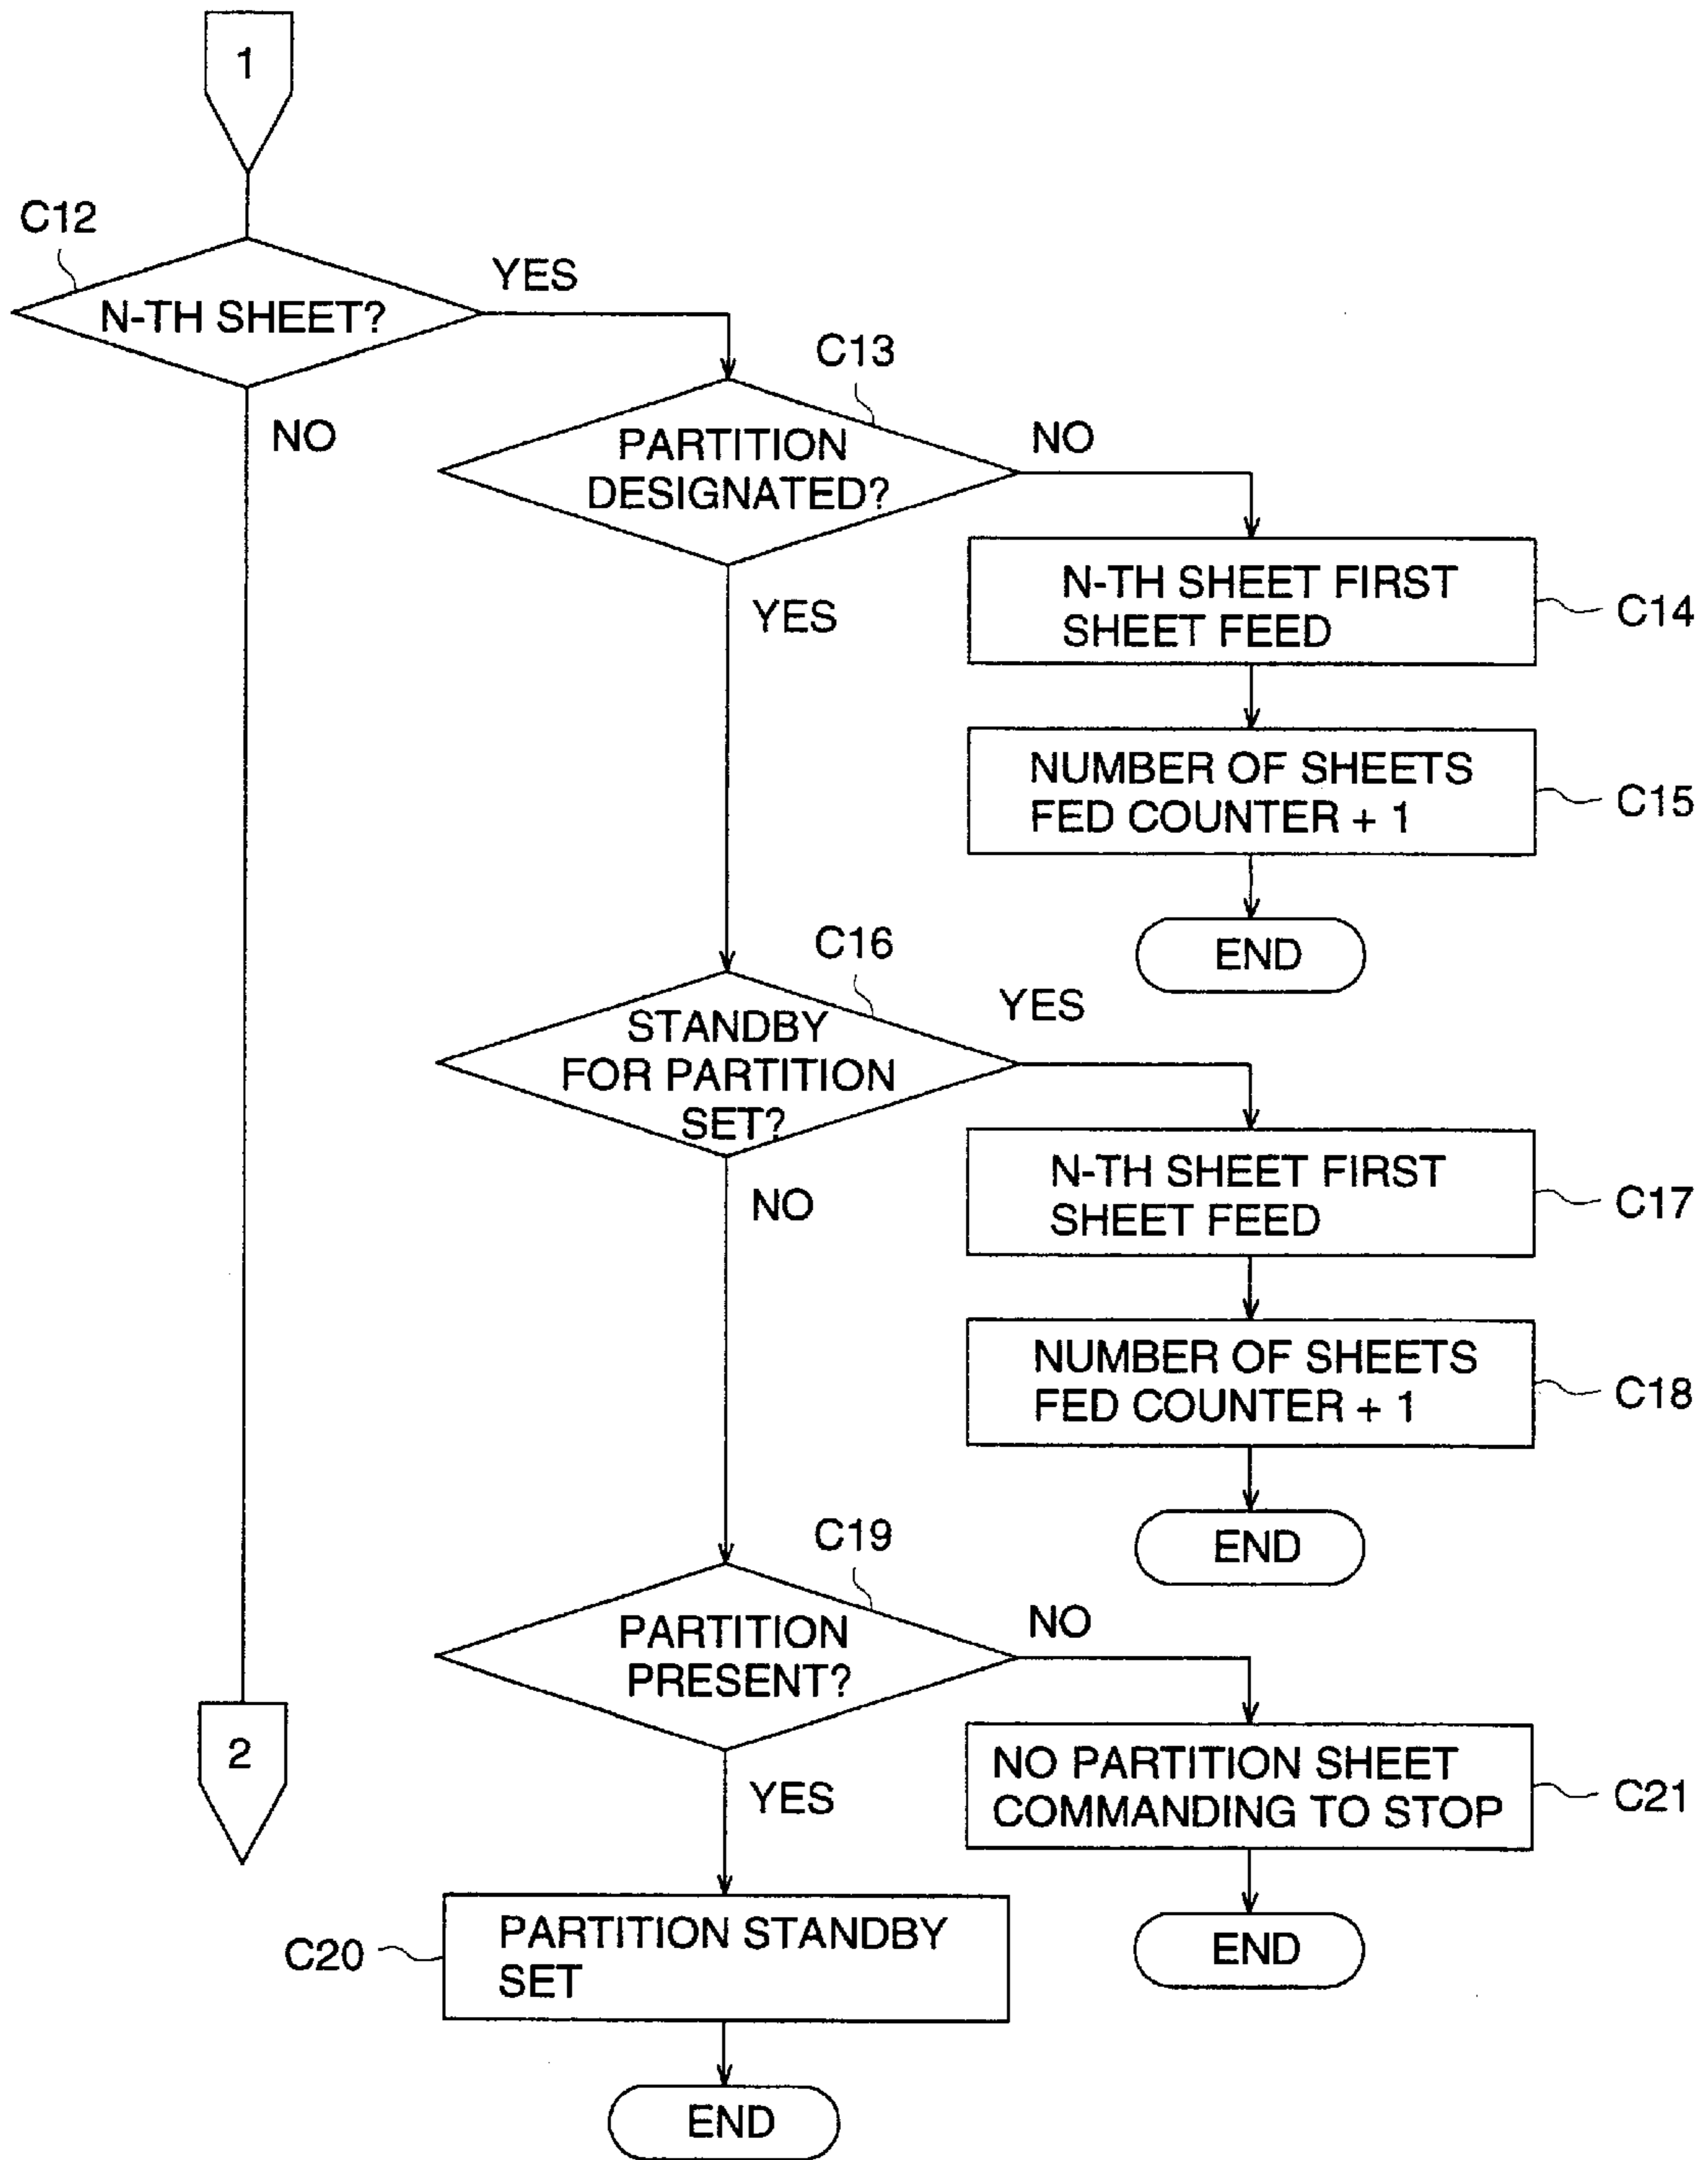 1
C12
N-TH SHEET?
YES
NO
C13
PARTITION
DESIGNATED?
NO
YES
N-TH SHEET FIRST
SHEET FEED
C14
NUMBER OF SHEETS
FED COUNTER + 1
C15
END
C16
STANDBY
FOR PARTITION
SET?
YES
NO
N-TH SHEET FIRST
SHEET FEED
C17
NUMBER OF SHEETS
FED COUNTER + 1
C18
END
C19
PARTITION
PRESENT?
NO
YES
2
NO PARTITION SHEET
COMMANDING TO STOP
C21
END
C20
PARTITION STANDBY
SET
END